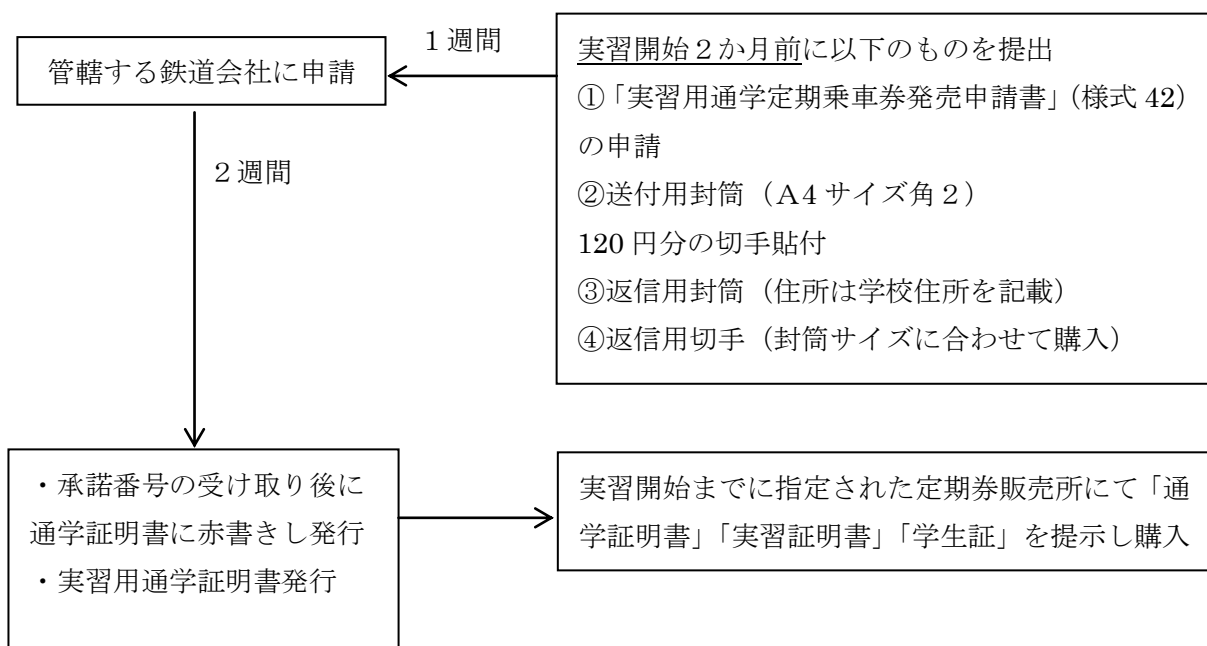 実習開始２か月前に以下のものを提出
①「実習用通学定期乗車券発売申請書」（様式 42）
の申請
②送付用封筒（Ａ4 サイズ角２）
120 円分の切手貼付
③返信用封筒（住所は学校住所を記載）
④返信用切手（封筒サイズに合わせて購入）
１週間
管轄する鉄道会社に申請
２週間
・承諾番号の受け取り後に
通学証明書に赤書きし発行
・実習用通学証明書発行
実習開始までに指定された定期券販売所にて「通
学証明書」「実習証明書」「学生証」を提示し購入